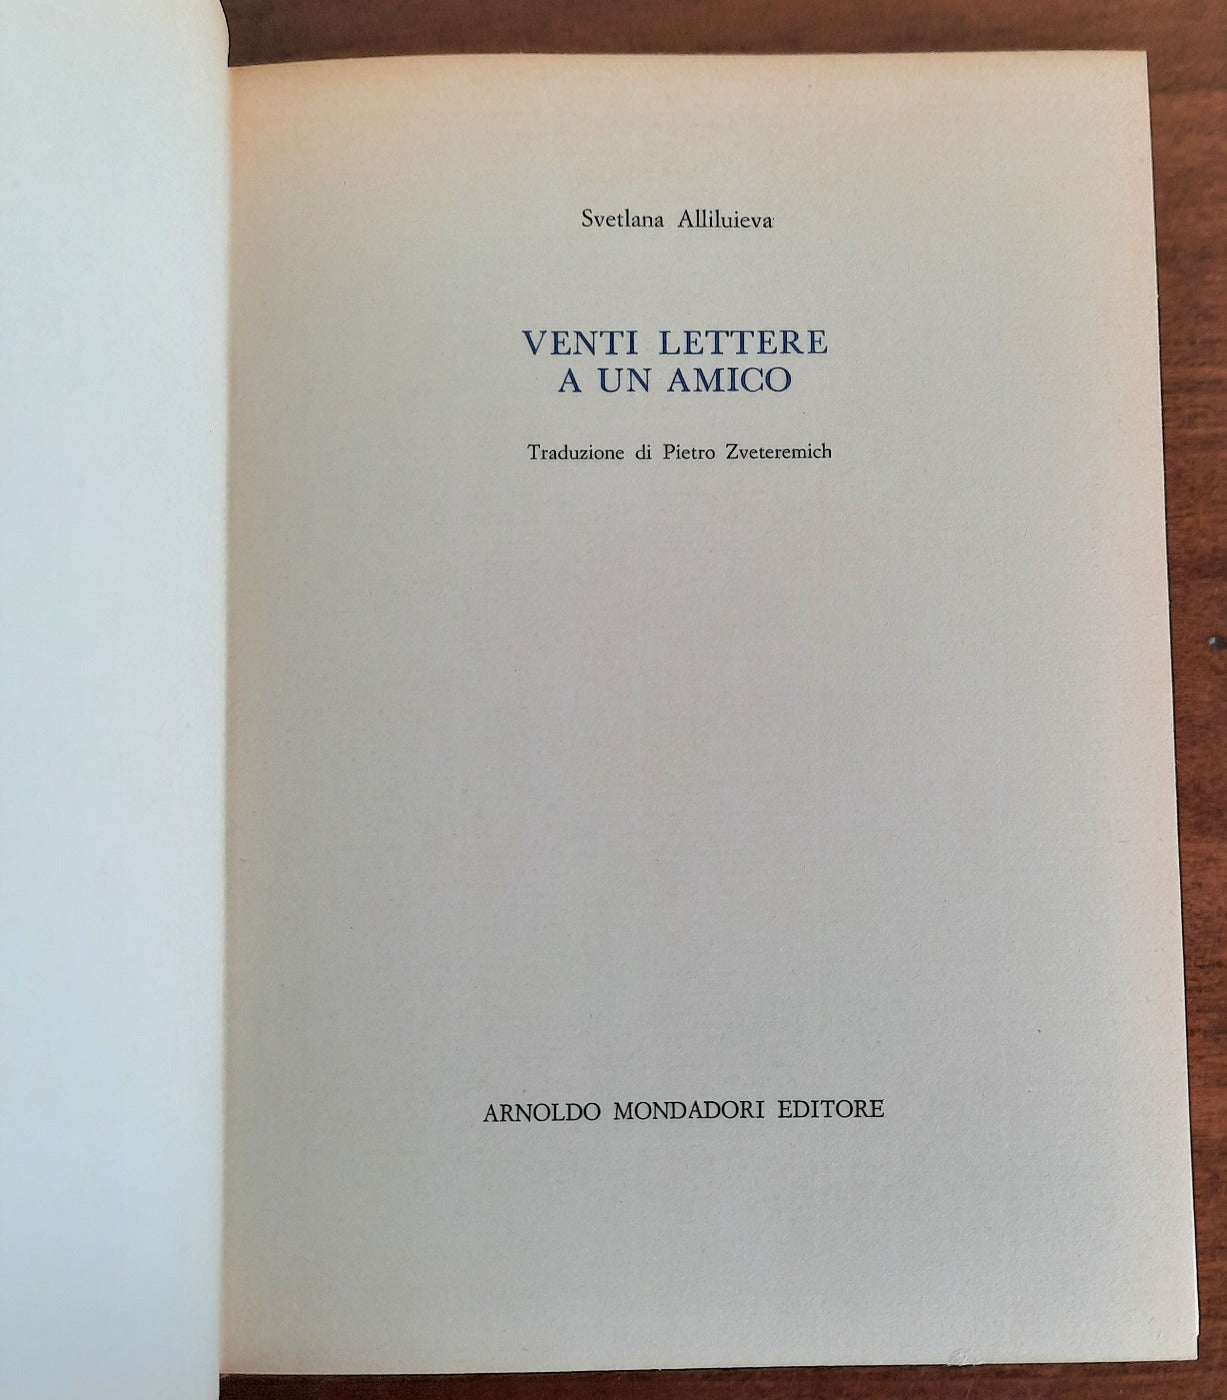 Svetlana Alliluieva
VENTI LETTERE
A UN AMICO
Traduzione di Pietro Zveteremich
ARNOLDO MONDADORI EDITORE